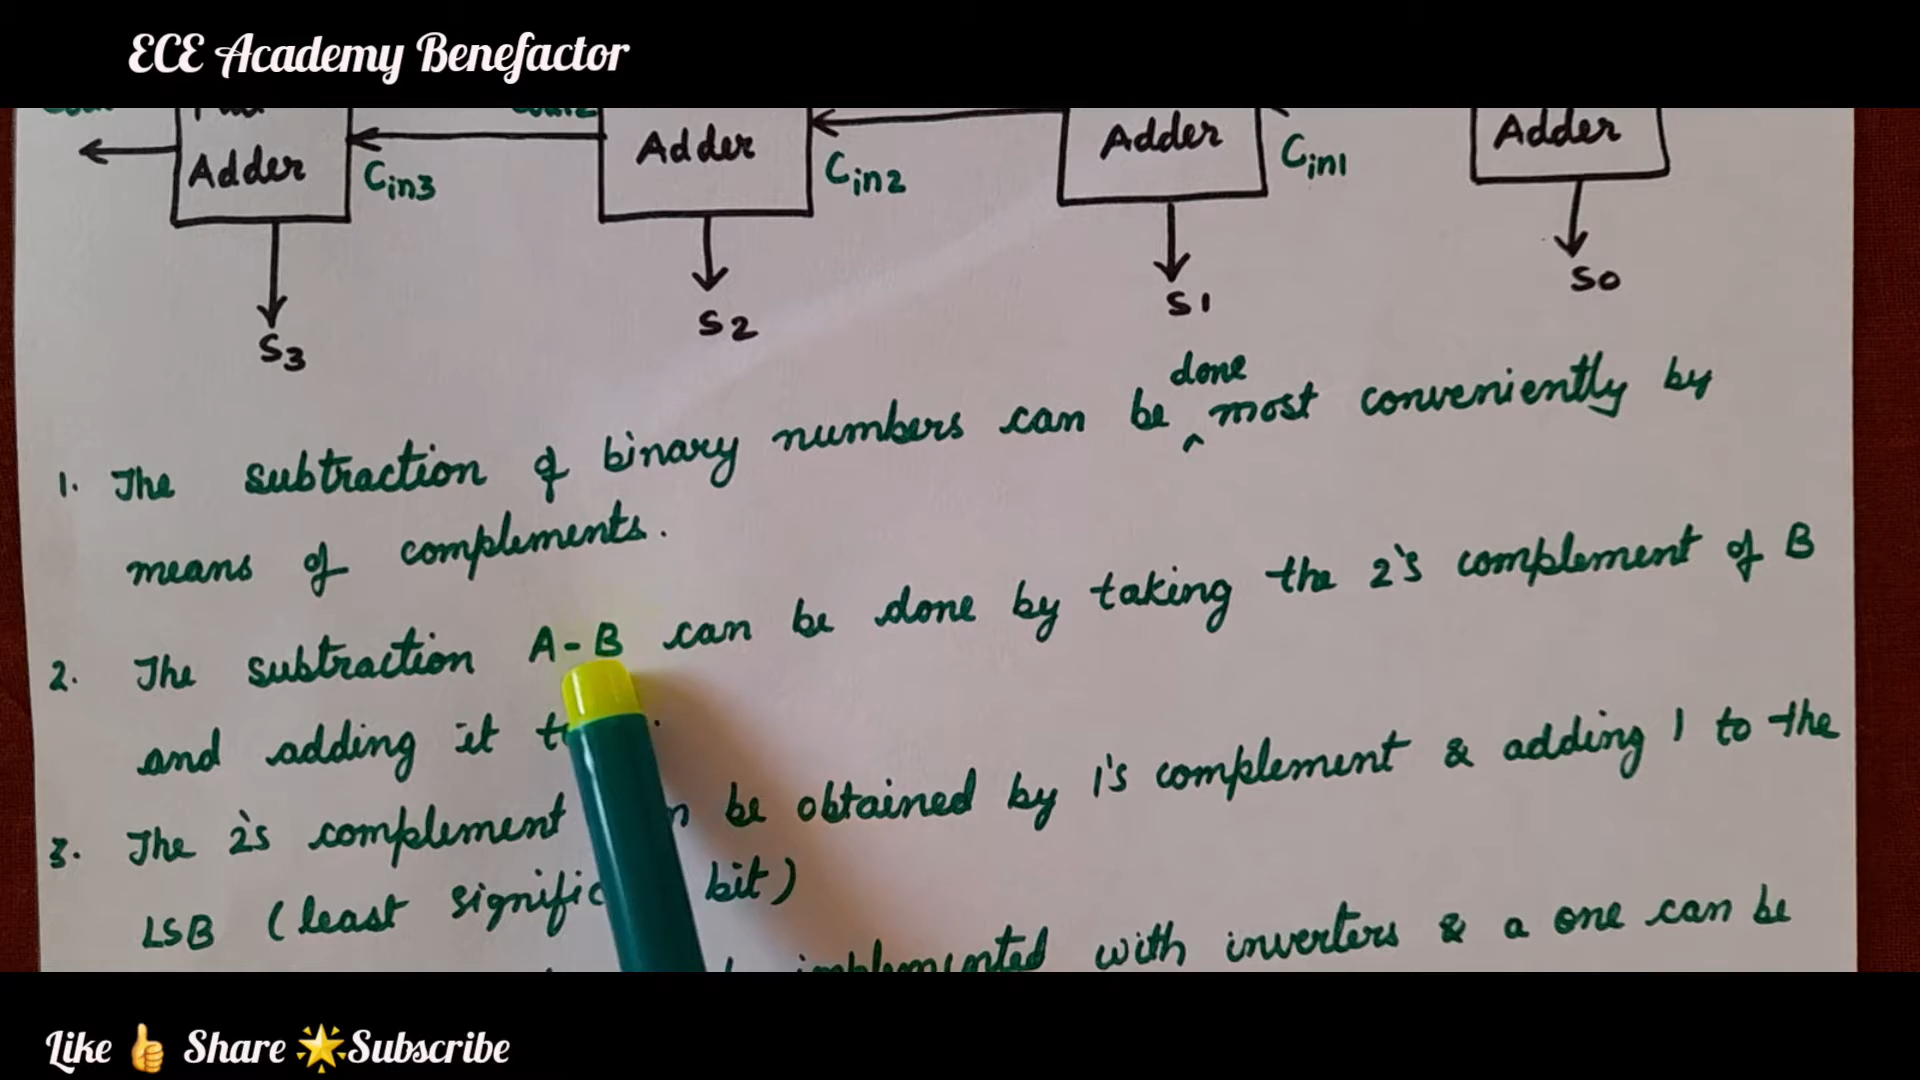 ECE Academy Benefactor
Adder
Adder
Adder
Adder
Cin3
Cin2
Cin1
S3
S2
S1
S0
done
1. The subtraction of binary numbers can be ^ most conveniently by
means of complements.
2. The subtraction A-B can be done by taking the 2's complement of B
and adding it
3. The 2's complement be obtained by 1's complement & adding 1 to the
LSB (least bit)
implemented with inverters & a one can be
Like 👍 Share 🌟Subscribe